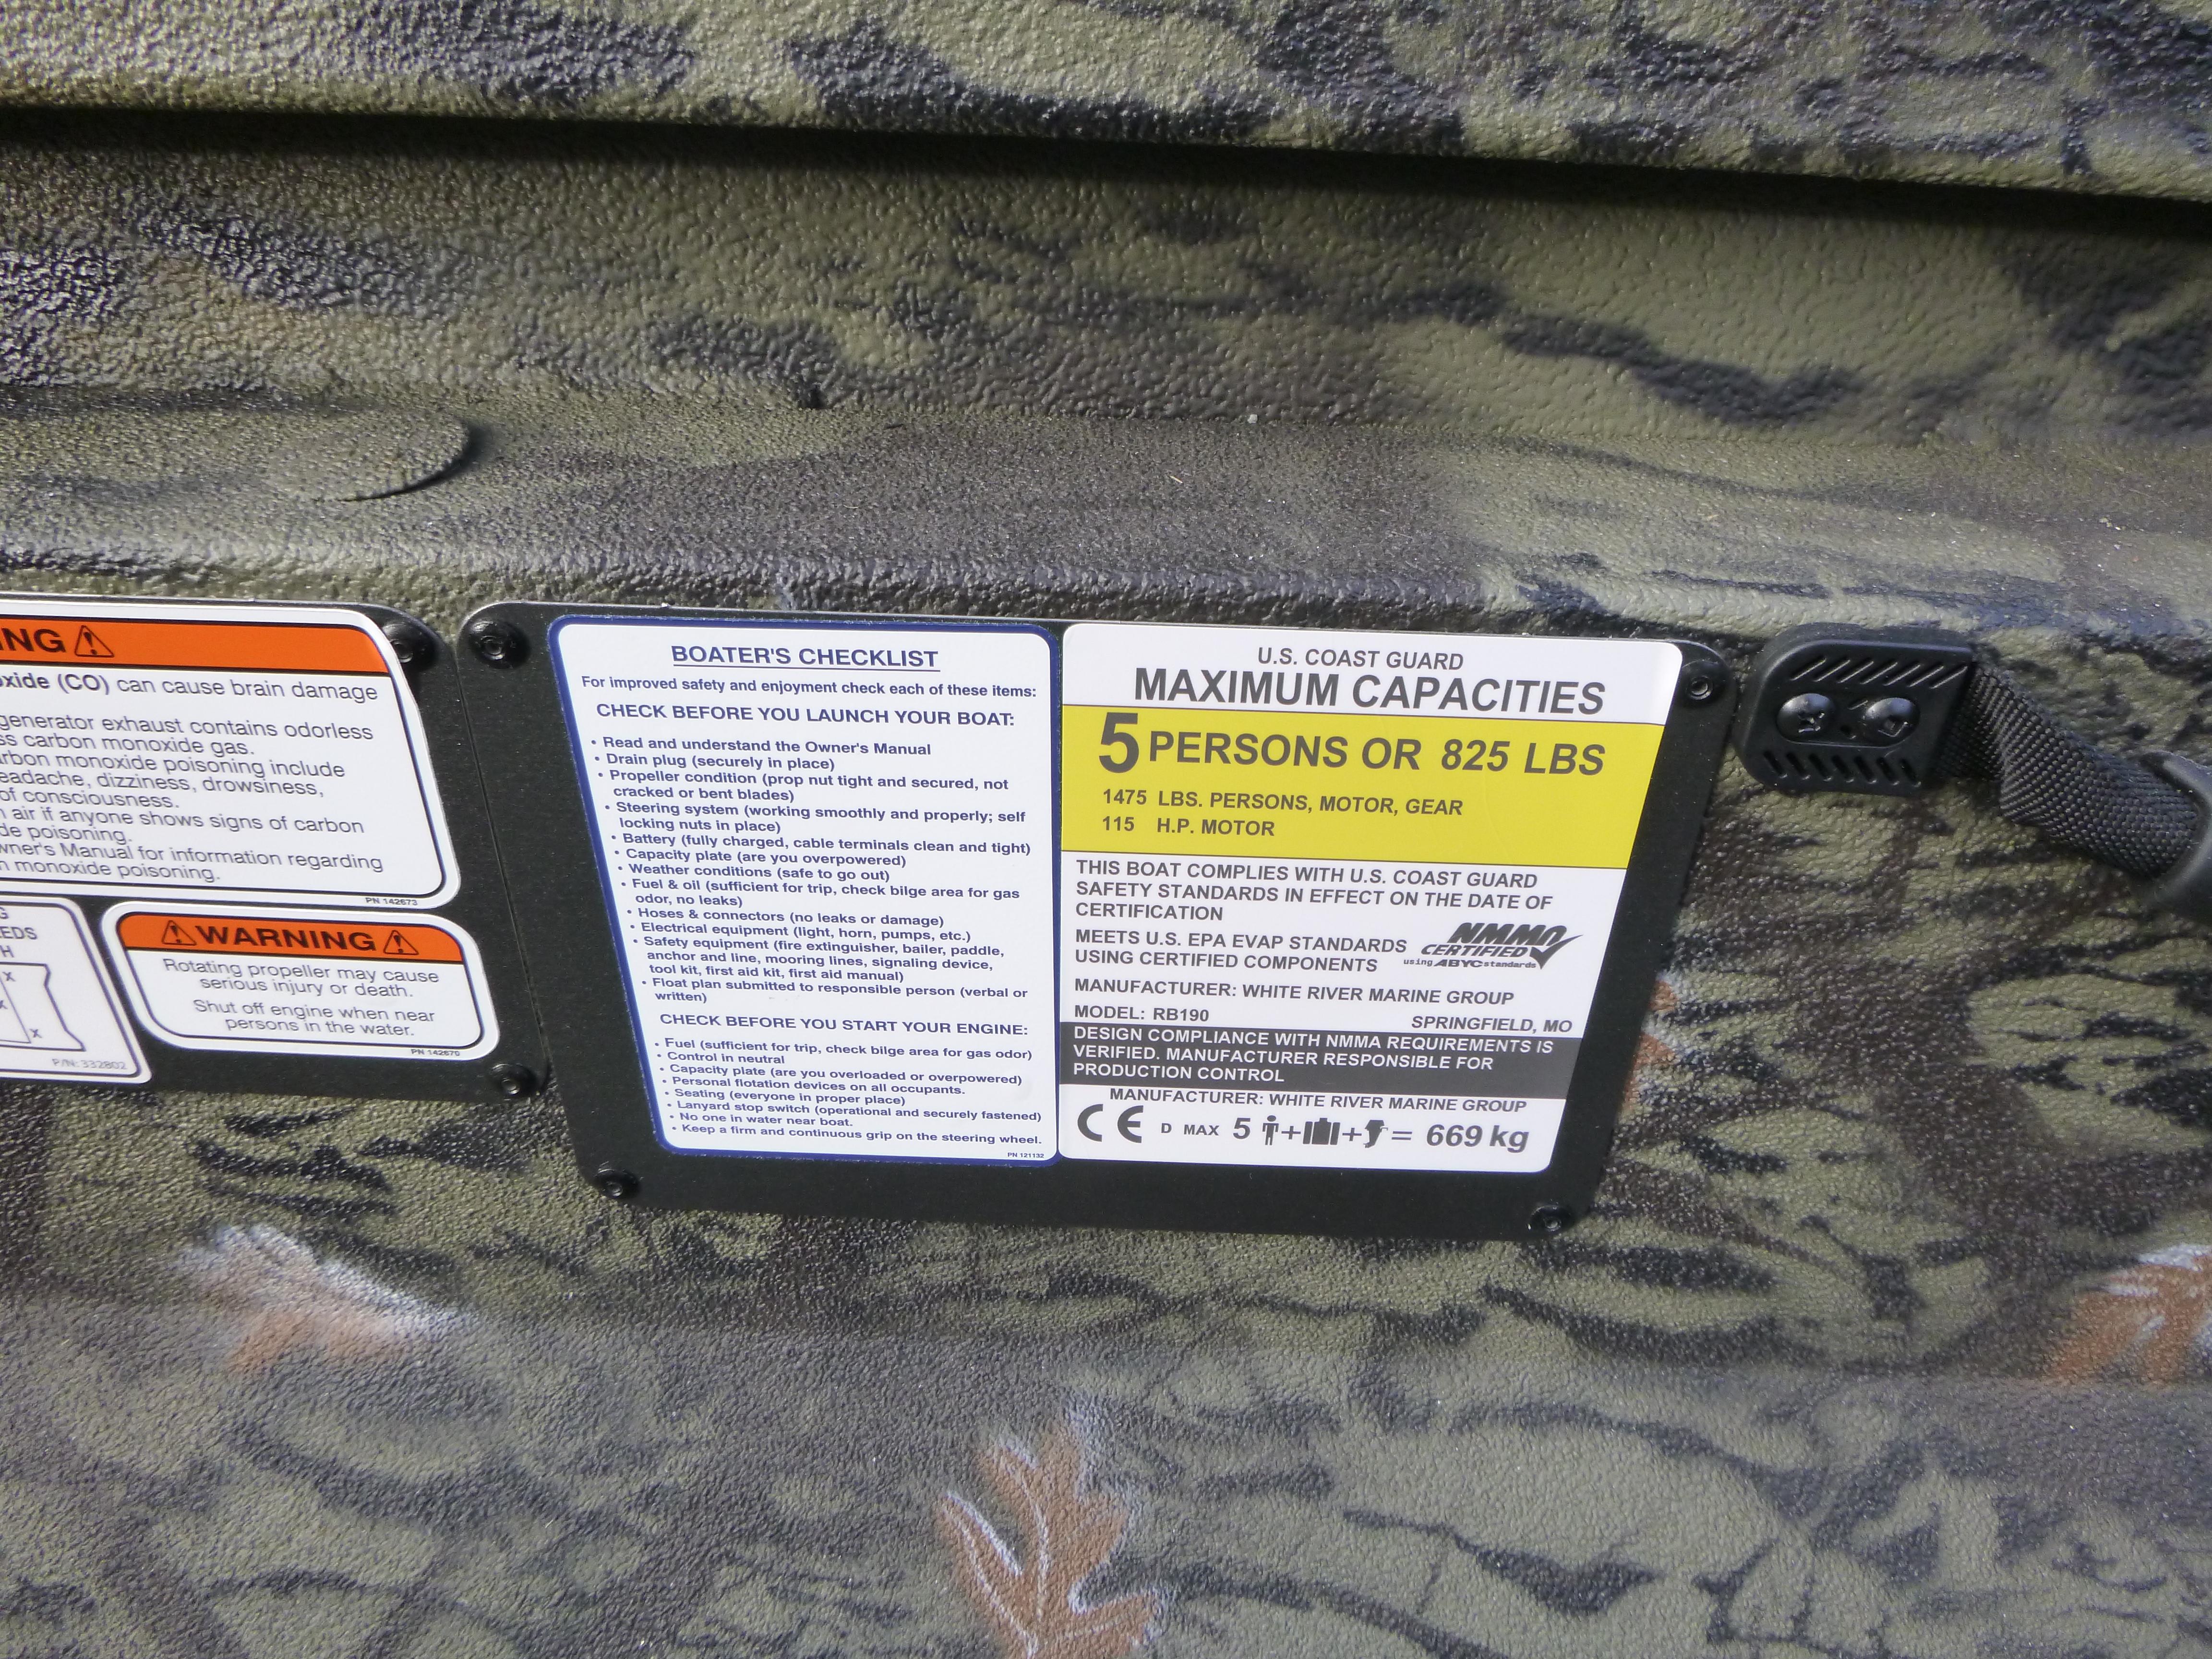 NG
xide (CO) can cause brain damage
generator exhaust contains odorless
carbon monoxide gas.
carbon monoxide poisoning include
headache, dizziness, drowsiness,
of consciousness.
air if anyone shows signs of carbon
poisoning.
Owner's Manual for information regarding
monoxide poisoning.
PN 142673
EDS
H
X
X
X
P/N: 332802
WARNING
Rotating propeller may cause
serious injury or death.
Shut off engine when near
persons in the water.
PN 142670
BOATER'S CHECKLIST
For improved safety and enjoyment check each of these items:
CHECK BEFORE YOU LAUNCH YOUR BOAT:
• Read and understand the Owner's Manual
• Drain plug (securely in place)
• Propeller condition (prop nut tight and secured, not
cracked or bent blades)
• Steering system (working smoothly and properly; self
locking nuts in place)
• Battery (fully charged, cable terminals clean and tight)
• Capacity plate (are you overpowered)
• Weather conditions (safe to go out)
• Fuel & oil (sufficient for trip, check bilge area for gas
odor, no leaks)
• Hoses & connectors (no leaks or damage)
• Electrical equipment (light, horn, pumps, etc.)
• Safety equipment (fire extinguisher, bailer, paddle,
anchor and line, mooring lines, signaling device,
tool kit, first aid kit, first aid manual)
• Float plan submitted to responsible person (verbal or
written)
CHECK BEFORE YOU START YOUR ENGINE:
• Fuel (sufficient for trip, check bilge area for gas odor)
• Control in neutral
• Capacity plate (are you overloaded or overpowered)
• Personal flotation devices on all occupants.
• Seating (everyone in proper place)
• Lanyard stop switch (operational and securely fastened)
• No one in water near boat.
• Keep a firm and continuous grip on the steering wheel.
PN 121132
U.S. COAST GUARD
MAXIMUM CAPACITIES
5 PERSONS OR 825 LBS
1475 LBS. PERSONS, MOTOR, GEAR
115 H.P. MOTOR
THIS BOAT COMPLIES WITH U.S. COAST GUARD
SAFETY STANDARDS IN EFFECT ON THE DATE OF
CERTIFICATION
MEETS U.S. EPA EVAP STANDARDS
USING CERTIFIED COMPONENTS
NMMA
CERTIFIED
using ABYC standards
MANUFACTURER: WHITE RIVER MARINE GROUP
MODEL: RB190 SPRINGFIELD, MO
DESIGN COMPLIANCE WITH NMMA REQUIREMENTS IS
VERIFIED. MANUFACTURER RESPONSIBLE FOR
PRODUCTION CONTROL
MANUFACTURER: WHITE RIVER MARINE GROUP
CE D MAX 5 + + = 669 kg